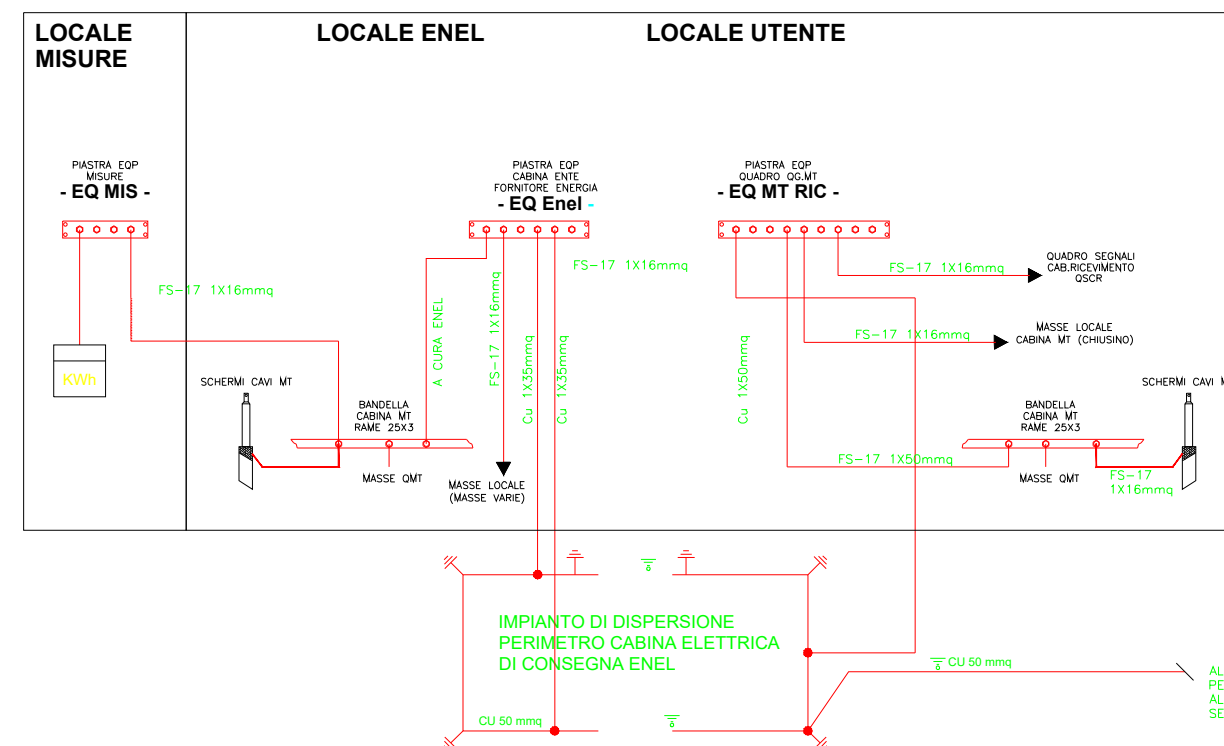 LOCALE
MISURE
LOCALE ENEL
LOCALE UTENTE
PIASTRA EQP
MISURE
- EQ MIS -
PIASTRA EQP
CABINA ENTE
FORNITORE ENERGIA
- EQ Enel -
PIASTRA EQP
QUADRO QG.MT
- EQ MT RIC -
FS-17 1X16mmq
FS-17 1X16mmq
FS-17 1X16mmq
QUADRO SEGNALI
CAB.RICEVIMENTO
QSCR
FS-17 1X16mmq
MASSE LOCALE
CABINA MT (CHIUSINO)
KWh
A CURA ENEL
FS-17 1X16mmq
Cu 1X35mmq
Cu 1X35mmq
Cu 1X50mmq
SCHERMI CAVI MT
BANDELLA
CABINA MT
RAME 25X3
MASSE QMT
MASSE LOCALE
(MASSE VARIE)
FS-17 1X50mmq
SCHERMI CAVI M
BANDELLA
CABINA MT
RAME 25X3
MASSE QMT
FS-17
1X16mmq
IMPIANTO DI DISPERSIONE
PERIMETRO CABINA ELETTRICA
DI CONSEGNA ENEL
CU 50 mmq
CU 50 mmq
AL
PE
AL
SE